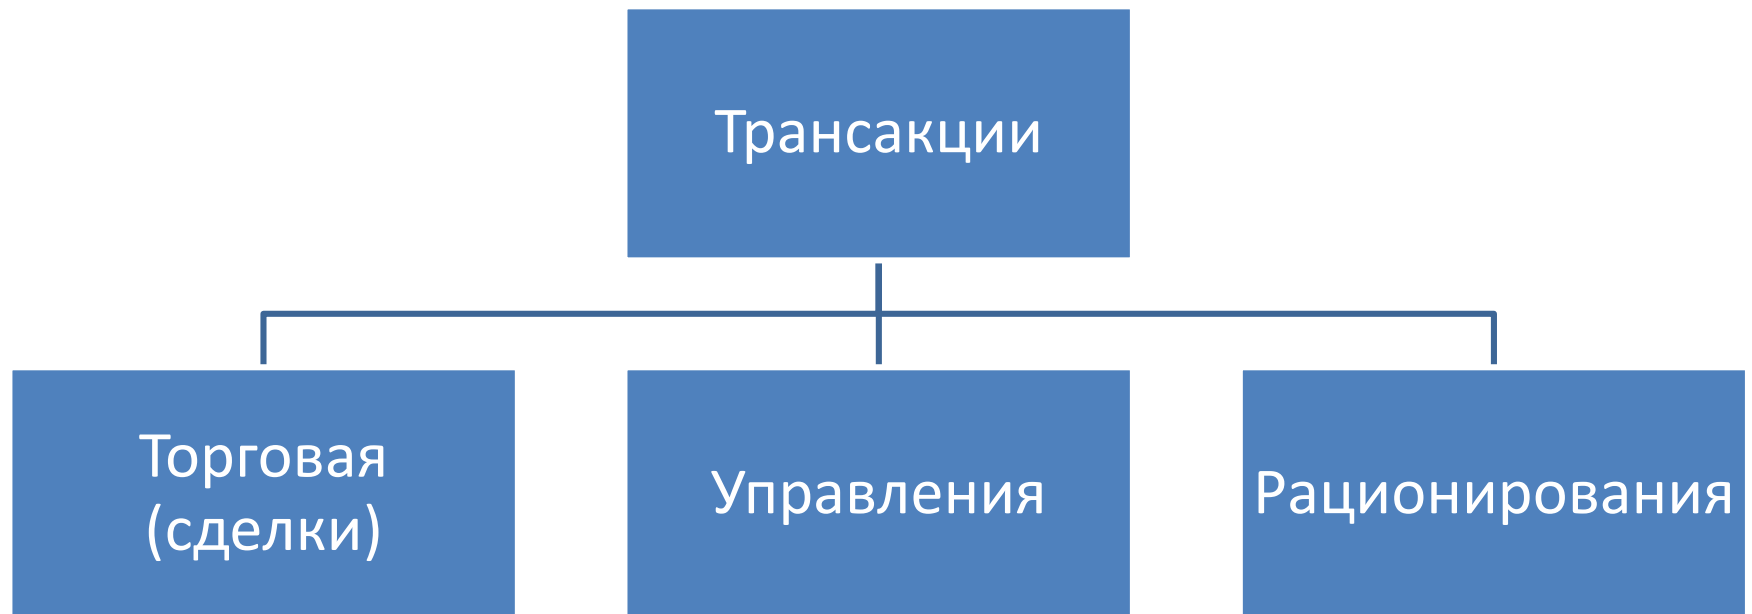 Трансакции
Торговая
(сделки)
Управления
Рационирования